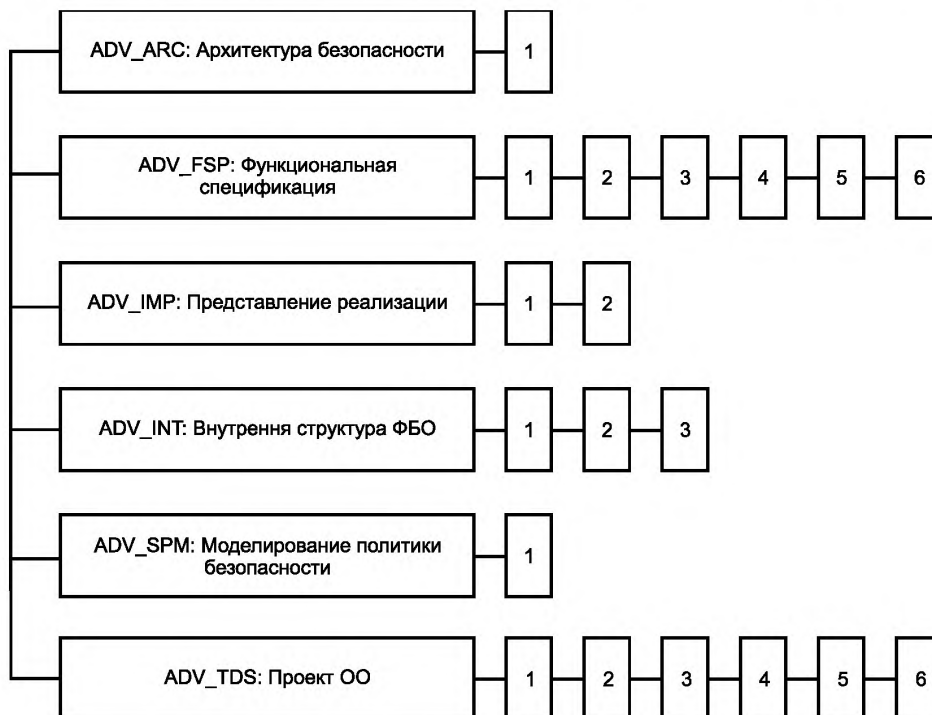 ADV_ARC: Архитектура безопасности 1
ADV_FSP: Функциональная
спецификация
1 2 3 4 5 6
ADV_IMP: Представление реализации 1 2
ADV_INT: Внутрення структура ФБО 1 2 3
ADV_SPM: Моделирование политики
безопасности
1
ADV_TDS: Проект ОО 1 2 3 4 5 6